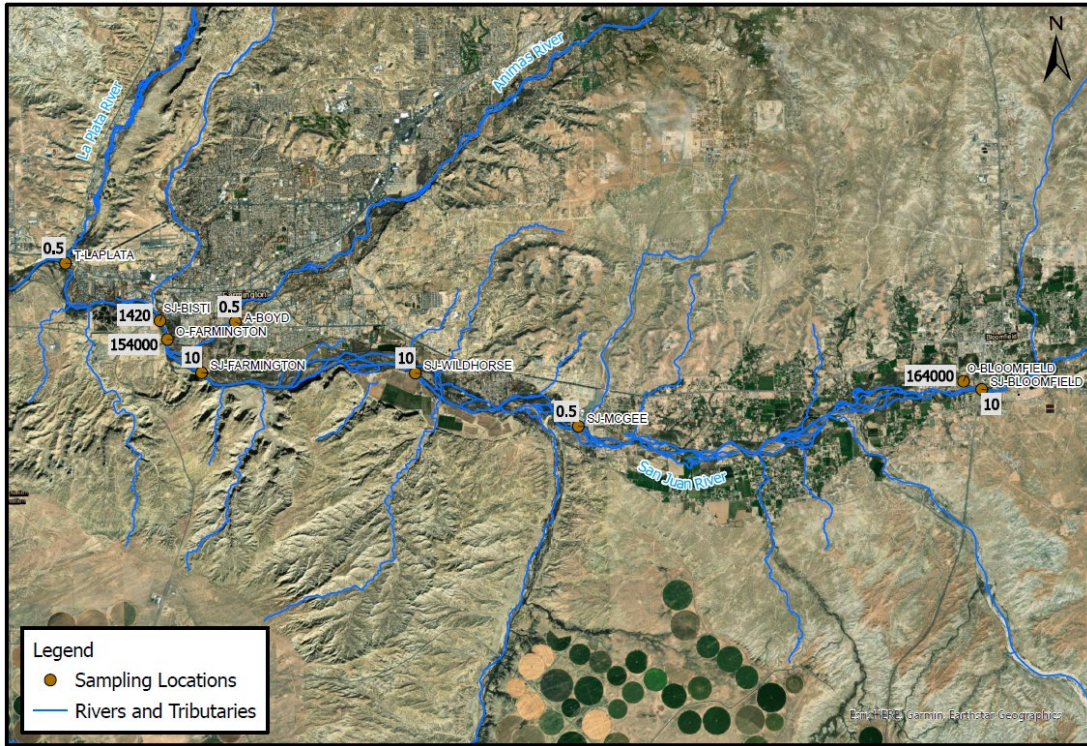 N
La Plata River
Animas River
0.5
T-LAPLATA
1420
SJ-BISTI
0.5
A-BOYD
154000
O-FARMINGTON
10
SJ-FARMINGTON
10
SJ-WILDHORSE
0.5
SJ-MCGEE
Bloomfield
164000
O-BLOOMFIELD
SJ-BLOOMFIELD
10
San Juan River
Legend
Sampling Locations
Rivers and Tributaries
Esri, HERE, Garmin, Earthstar Geographics